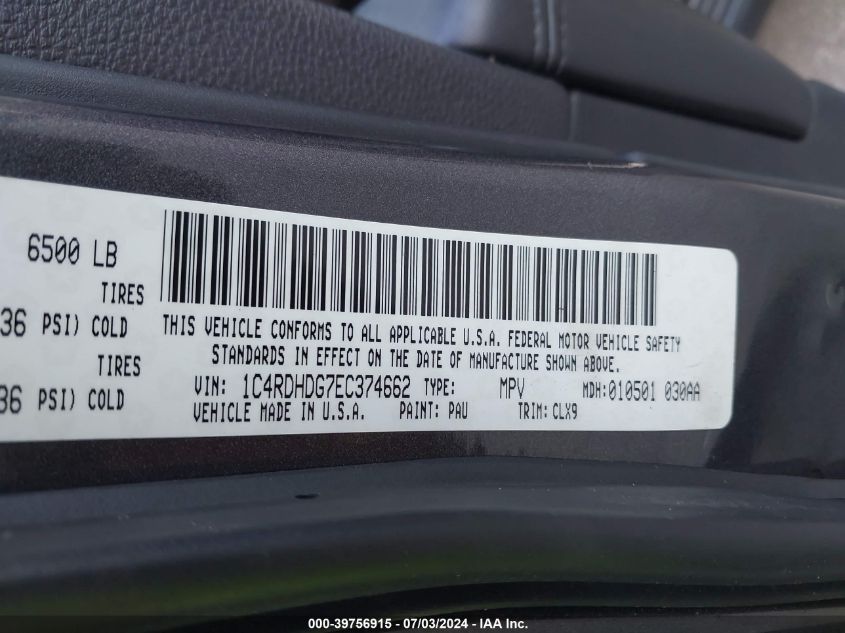 6500 LB
TIRES
36 PSI) COLD
TIRES
36 PSI) COLD
THIS VEHICLE CONFORMS TO ALL APPLICABLE U.S.A. FEDERAL MOTOR VEHICLE SAFETY
STANDARDS IN EFFECT ON THE DATE OF MANUFACTURE SHOWN ABOVE.
VIN: 1C4RDHDG7EC374662 TYPE: MPV MDH:010501 030AA
VEHICLE MADE IN U.S.A. PAINT: PAU TRIM: CLX9
000-39756915 - 07/03/2024 - IAA Inc.